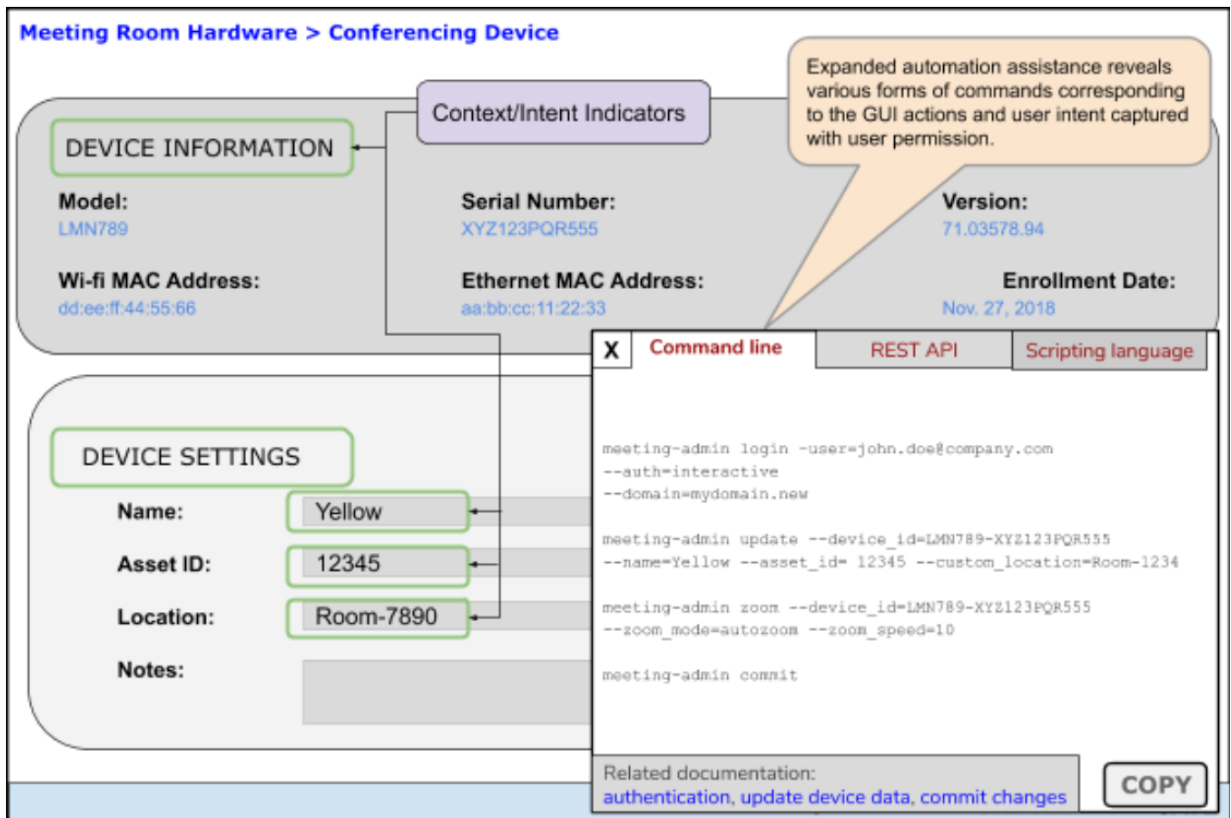 Meeting Room Hardware > Conferencing Device
Expanded automation assistance reveals
various forms of commands corresponding
to the GUI actions and user intent captured
with user permission.
Context/Intent Indicators
DEVICE INFORMATION
Model:
LMN789
Serial Number:
XYZ123PQR555
Version:
71.03578.94
Wi-fi MAC Address:
dd:ee:ff:44:55:66
Ethernet MAC Address:
aa:bb:cc:11:22:33
Enrollment Date:
Nov. 27, 2018
DEVICE SETTINGS
Name:
Yellow
Asset ID:
12345
Location:
Room-7890
Notes:
X
Command line
REST API
Scripting language
meeting-admin login -user=john.doe@company.com
--auth=interactive
--domain=mydomain.new
meeting-admin update --device_id=LMN789-XYZ123PQR555
--name=Yellow --asset_id= 12345 --custom_location=Room-1234
meeting-admin zoom --device_id=LMN789-XYZ123PQR555
--zoom_mode=autozoom --zoom_speed=10
meeting-admin commit
Related documentation:
authentication, update device data, commit changes
COPY